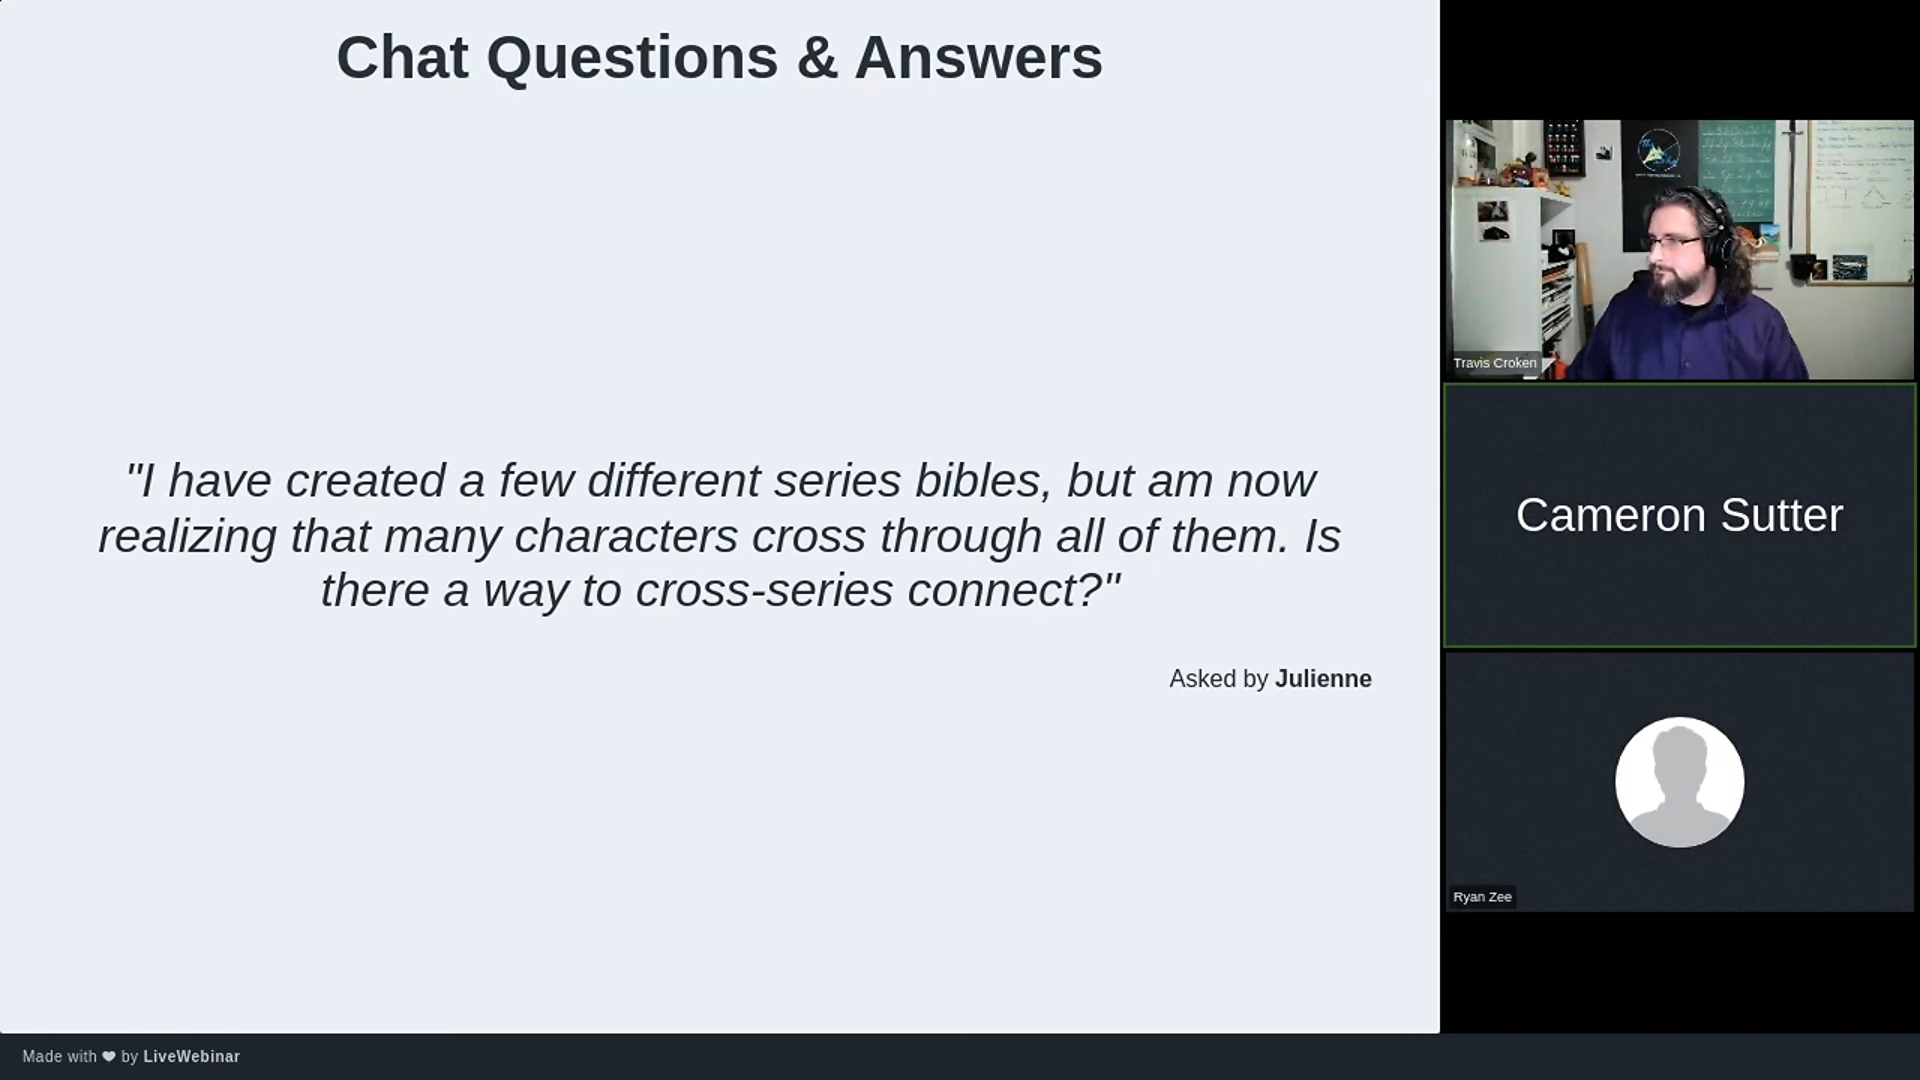 Chat Questions & Answers
"I have created a few different series bibles, but am now
realizing that many characters cross through all of them. Is
there a way to cross-series connect?"
Asked by Julienne
Travis Croken
Cameron Sutter
Ryan Zee
Made with ❤ by LiveWebinar